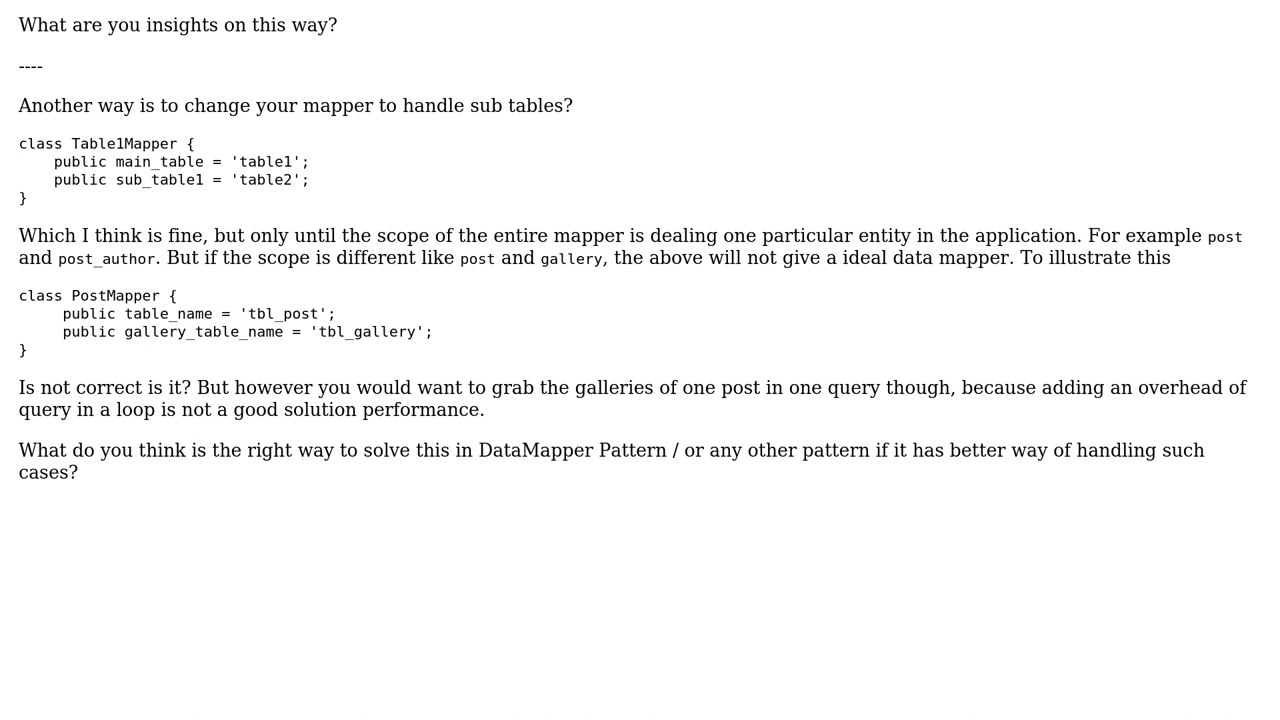 What are you insights on this way?
----
Another way is to change your mapper to handle sub tables?
class Table1Mapper {
    public main_table = 'table1';
    public sub_table1 = 'table2';
}
Which I think is fine, but only until the scope of the entire mapper is dealing one particular entity in the application. For example post
and post_author. But if the scope is different like post and gallery, the above will not give a ideal data mapper. To illustrate this
class PostMapper {
     public table_name = 'tbl_post';
     public gallery_table_name = 'tbl_gallery';
}
Is not correct is it? But however you would want to grab the galleries of one post in one query though, because adding an overhead of
query in a loop is not a good solution performance.
What do you think is the right way to solve this in DataMapper Pattern / or any other pattern if it has better way of handling such
cases?